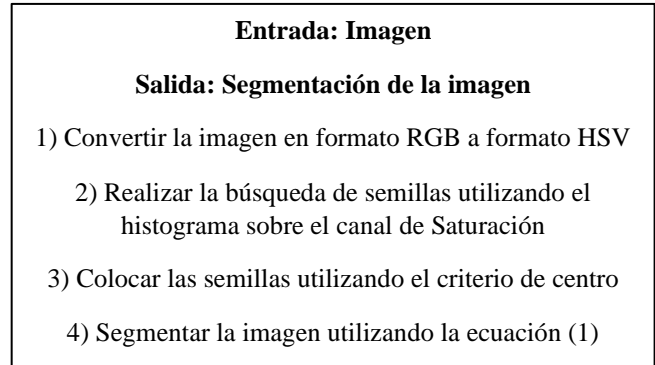 Entrada: Imagen
Salida: Segmentación de la imagen
1) Convertir la imagen en formato RGB a formato HSV
2) Realizar la búsqueda de semillas utilizando el
histograma sobre el canal de Saturación
3) Colocar las semillas utilizando el criterio de centro
4) Segmentar la imagen utilizando la ecuación (1)